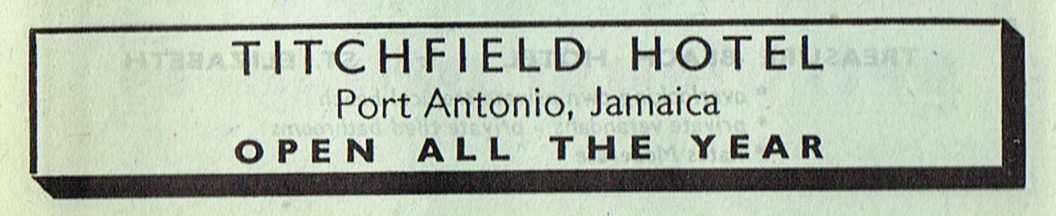 TITCHFIELD HOTEL
Port Antonio, Jamaica
OPEN ALL THE YEAR